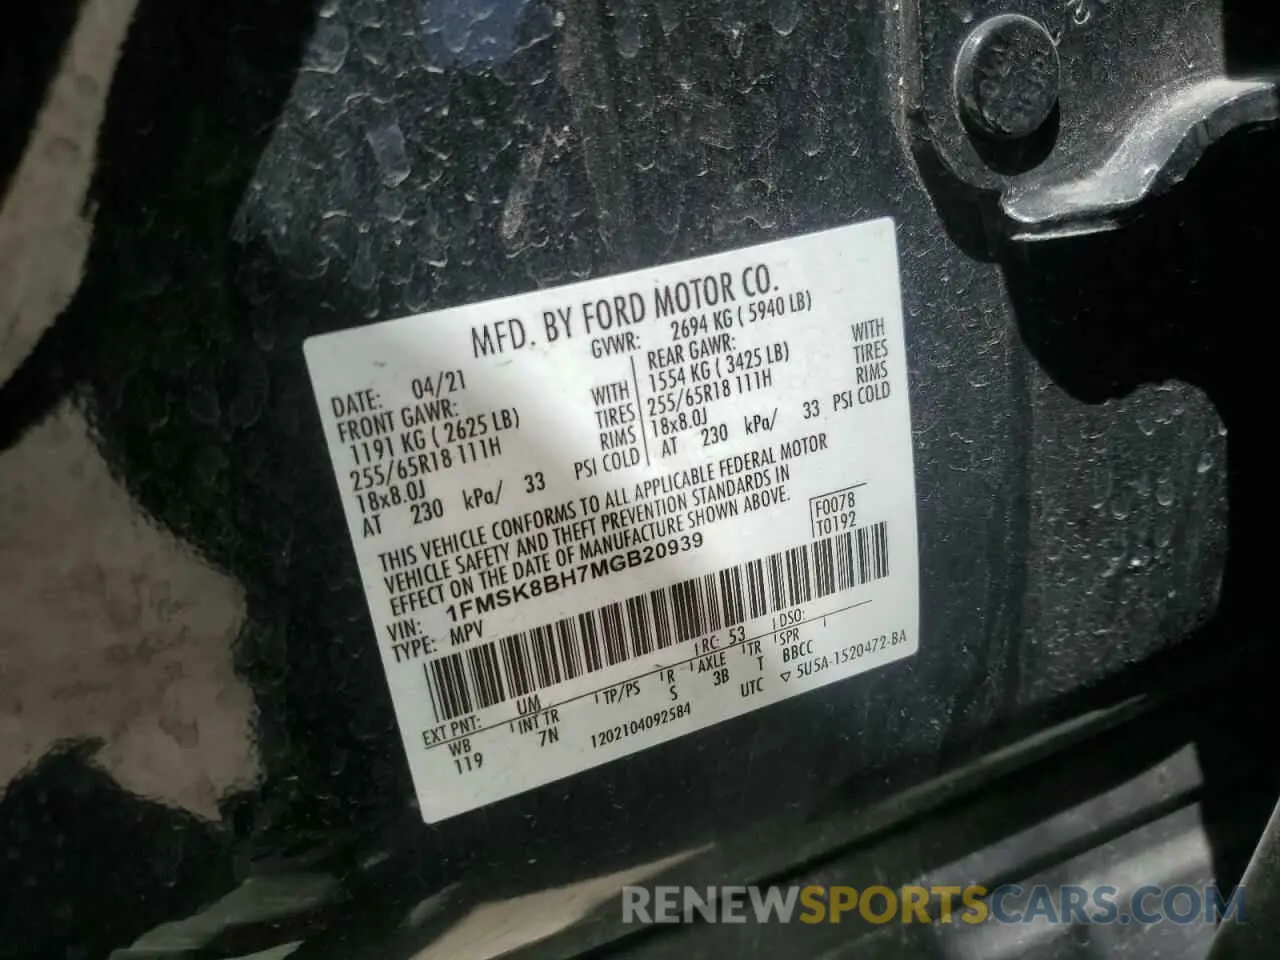 MFD. BY FORD MOTOR CO.
DATE: 04/21 GVWR: 2694 KG ( 5940 LB)
FRONT GAWR: REAR GAWR:
1191 KG ( 2625 LB) WITH 1554 KG ( 3425 LB) WITH
255/65R18 111H TIRES 255/65R18 111H TIRES
18x8.0J RIMS 18x8.0J RIMS
AT 230 kPa/ 33 PSI COLD AT 230 kPa/ 33 PSI COLD
THIS VEHICLE CONFORMS TO ALL APPLICABLE FEDERAL MOTOR
VEHICLE SAFETY AND THEFT PREVENTION STANDARDS IN
EFFECT ON THE DATE OF MANUFACTURE SHOWN ABOVE.
VIN: 1FMSK8BH7MGB20939 F0078
TYPE: MPV T0192
EXT PNT: UM RC: 53 DSO:
WB INT TR TP/PS R AXLE TR SPR
119 7N S 3B T BBCC
1202104092584 UTC ▽ 5U5A-1520472-BA
RENEWSPORTSCARS.COM